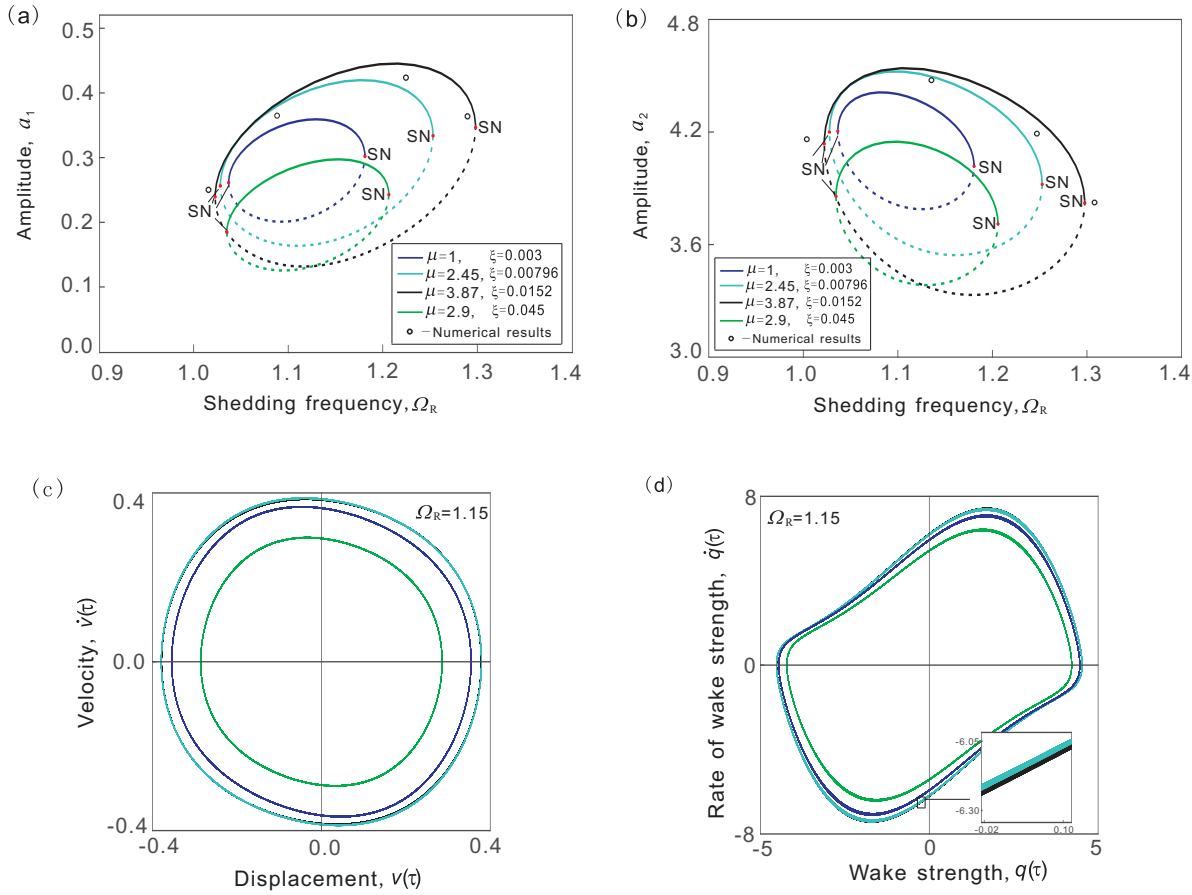 (a)
0.5
0.4
0.3
0.2
0.1
0.0
Amplitude, a₁
SN
SN
SN
SN
SN
μ=1, ξ=0.003
μ=2.45, ξ=0.00796
μ=3.87, ξ=0.0152
μ=2.9, ξ=0.045
–Numerical results
0.9 1.0 1.1 1.2 1.3 1.4
Shedding frequency, Ω_R
(b)
4.8
4.2
3.6
3.0
Amplitude, a₂
SN
SN
SN
SN
SN
μ=1, ξ=0.003
μ=2.45, ξ=0.00796
μ=3.87, ξ=0.0152
μ=2.9, ξ=0.045
–Numerical results
0.9 1.0 1.1 1.2 1.3 1.4
Shedding frequency, Ω_R
(c)
0.4
0.0
-0.4
Velocity, v̇(τ)
Ω_R=1.15
-0.4 0.0 0.4
Displacement, v(τ)
(d)
8
0
-8
Rate of wake strength, q̇(τ)
Ω_R=1.15
-6.05
-6.30
-0.02 0.10
-5 0 5
Wake strength, q(τ)